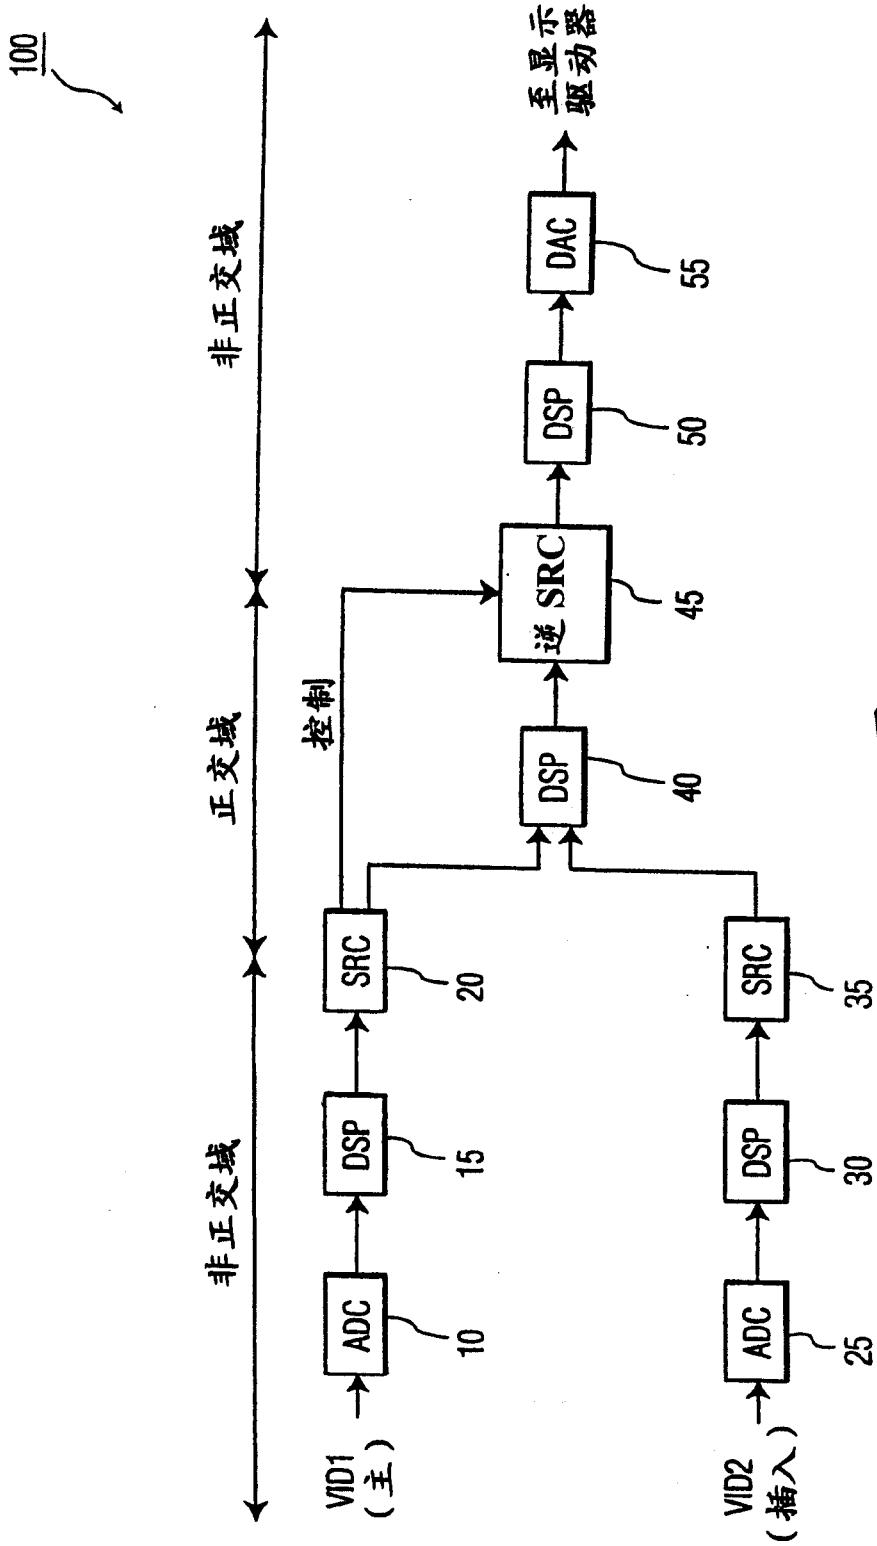 100
非正交域
正交域
非正交域
控制
VID1
(主)
ADC
10
DSP
15
SRC
20
VID2
(插入)
ADC
25
DSP
30
SRC
35
DSP
40
逆 SRC
45
DSP
50
DAC
55
至显示
驱动器